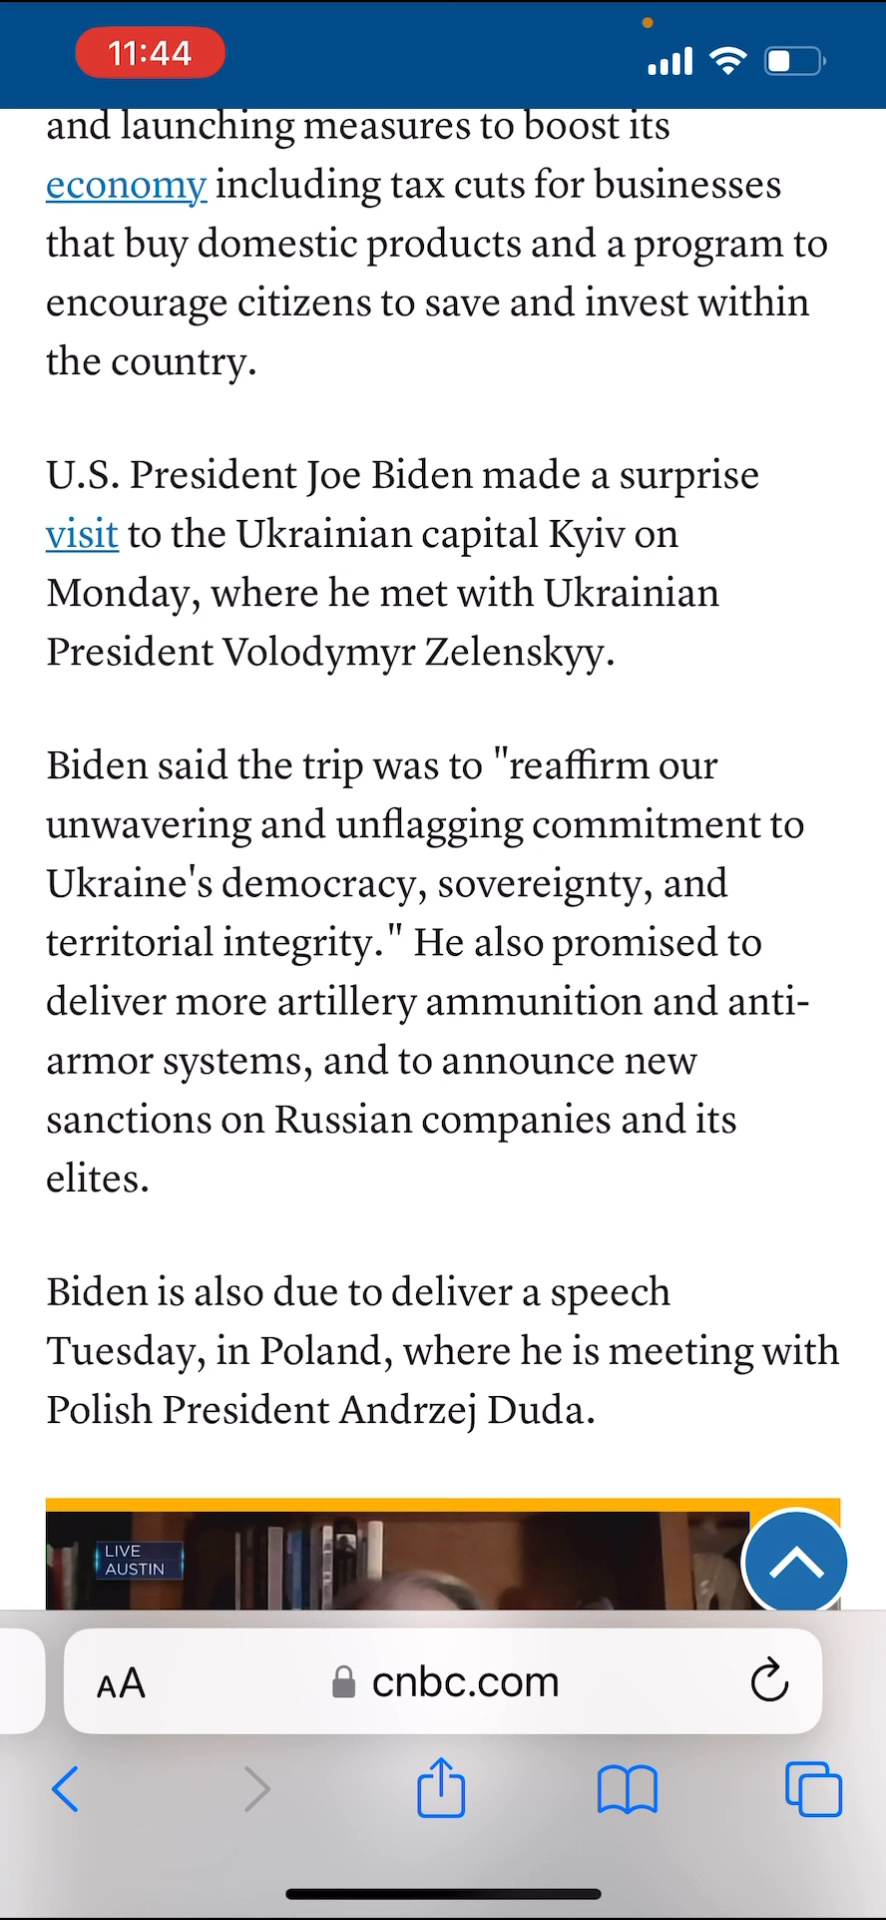 11:44
and launching measures to boost its
economy including tax cuts for businesses
that buy domestic products and a program to
encourage citizens to save and invest within
the country.
U.S. President Joe Biden made a surprise
visit to the Ukrainian capital Kyiv on
Monday, where he met with Ukrainian
President Volodymyr Zelenskyy.
Biden said the trip was to "reaffirm our
unwavering and unflagging commitment to
Ukraine's democracy, sovereignty, and
territorial integrity." He also promised to
deliver more artillery ammunition and anti-
armor systems, and to announce new
sanctions on Russian companies and its
elites.
Biden is also due to deliver a speech
Tuesday, in Poland, where he is meeting with
Polish President Andrzej Duda.
LIVE
AUSTIN
AA cnbc.com